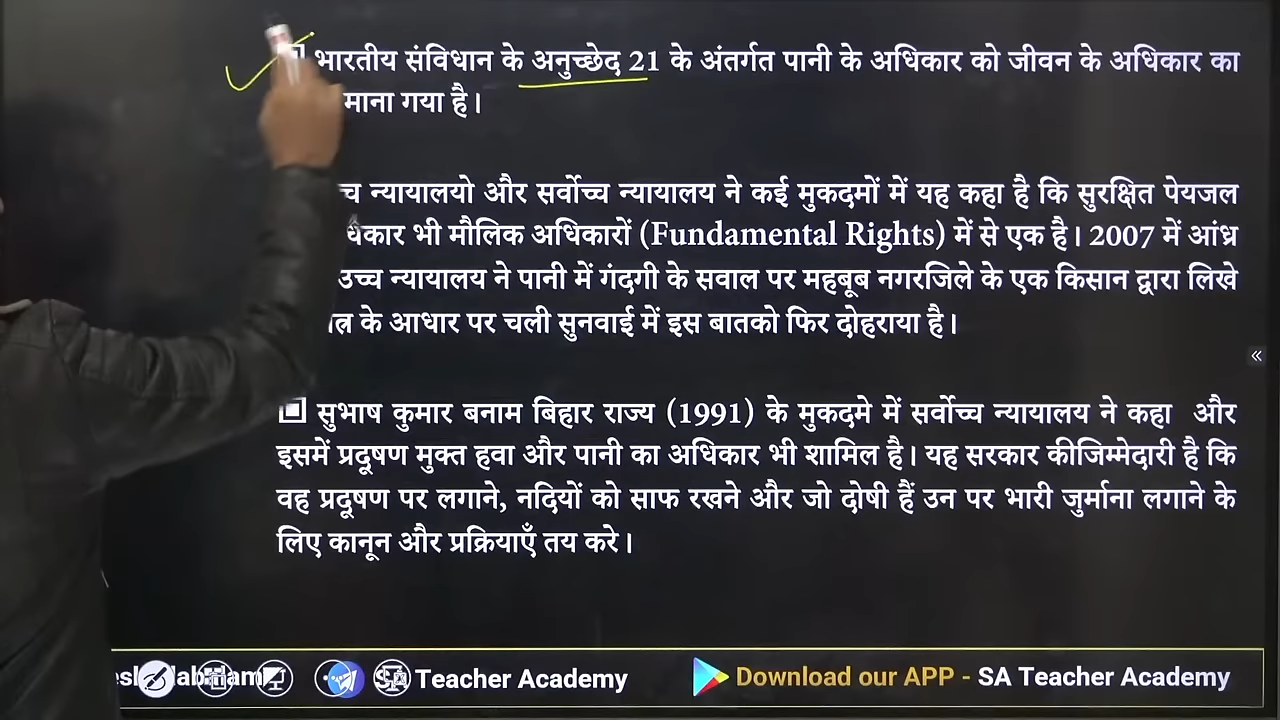 भारतीय संविधान के अनुच्छेद 21 के अंतर्गत पानी के अधिकार को जीवन के अधिकार का
माना गया है।
न्यायालयो और सर्वोच्च न्यायालय ने कई मुकदमों में यह कहा है कि सुरक्षित पेयजल
भी मौलिक अधिकारों (Fundamental Rights) में से एक है। 2007 में आंध्र
उच्च न्यायालय ने पानी में गंदगी के सवाल पर महबूब नगरजिले के एक किसान द्वारा लिखे
के आधार पर चली सुनवाई में इस बातको फिर दोहराया है।
सुभाष कुमार बनाम बिहार राज्य (1991) के मुकदमे में सर्वोच्च न्यायालय ने कहा और
इसमें प्रदूषण मुक्त हवा और पानी का अधिकार भी शामिल है। यह सरकार कीजिम्मेदारी है कि
वह प्रदूषण पर लगाने, नदियों को साफ रखने और जो दोषी हैं उन पर भारी जुर्माना लगाने के
लिए कानून और प्रक्रियाएँ तय करे।
Teacher Academy Download our APP - SA Teacher Academy